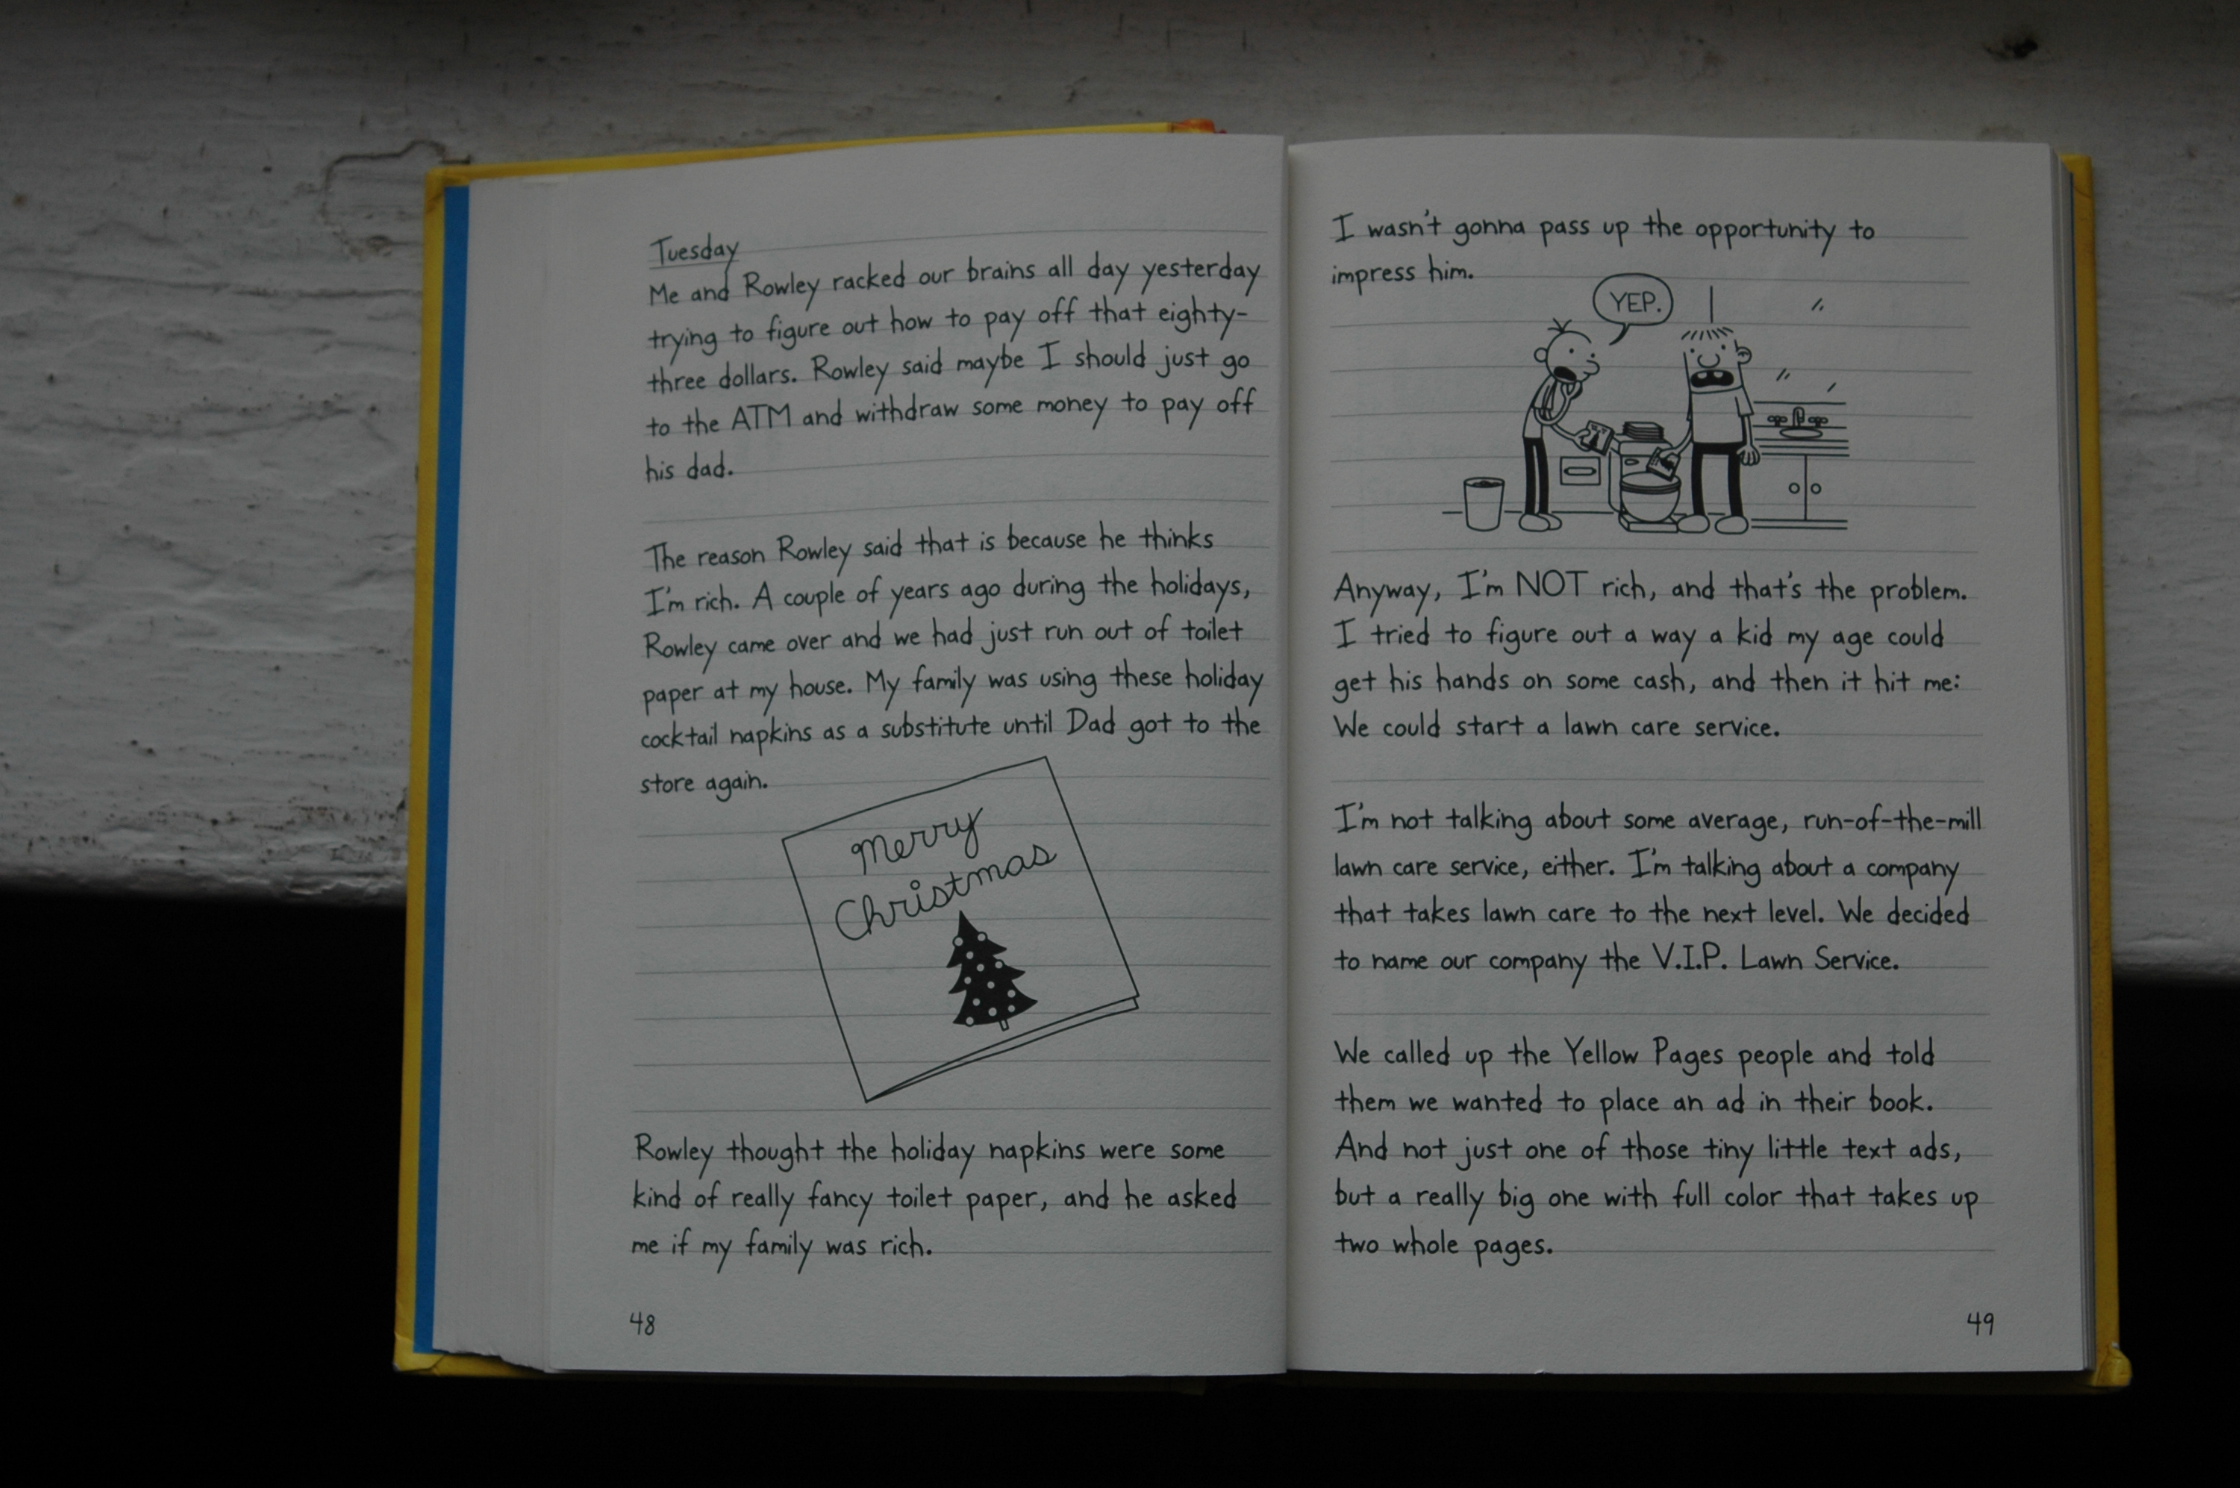 Tuesday
Me and Rowley racked our brains all day yesterday
trying to figure out how to pay off that eighty-
three dollars. Rowley said maybe I should just go
to the ATM and withdraw some money to pay off
his dad.
The reason Rowley said that is because he thinks
I'm rich. A couple of years ago during the holidays,
Rowley came over and we had just run out of toilet
paper at my house. My family was using these holiday
cocktail napkins as a substitute until Dad got to the
store again.
Merry
Christmas
Rowley thought the holiday napkins were some
kind of really fancy toilet paper, and he asked
me if my family was rich.
48
I wasn't gonna pass up the opportunity to
impress him.
YEP.
Anyway, I'm NOT rich, and that's the problem.
I tried to figure out a way a kid my age could
get his hands on some cash, and then it hit me:
We could start a lawn care service.
I'm not talking about some average, run-of-the-mill
lawn care service, either. I'm talking about a company
that takes lawn care to the next level. We decided
to name our company the V.I.P. Lawn Service.
We called up the Yellow Pages people and told
them we wanted to place an ad in their book.
And not just one of those tiny little text ads,
but a really big one with full color that takes up
two whole pages.
49